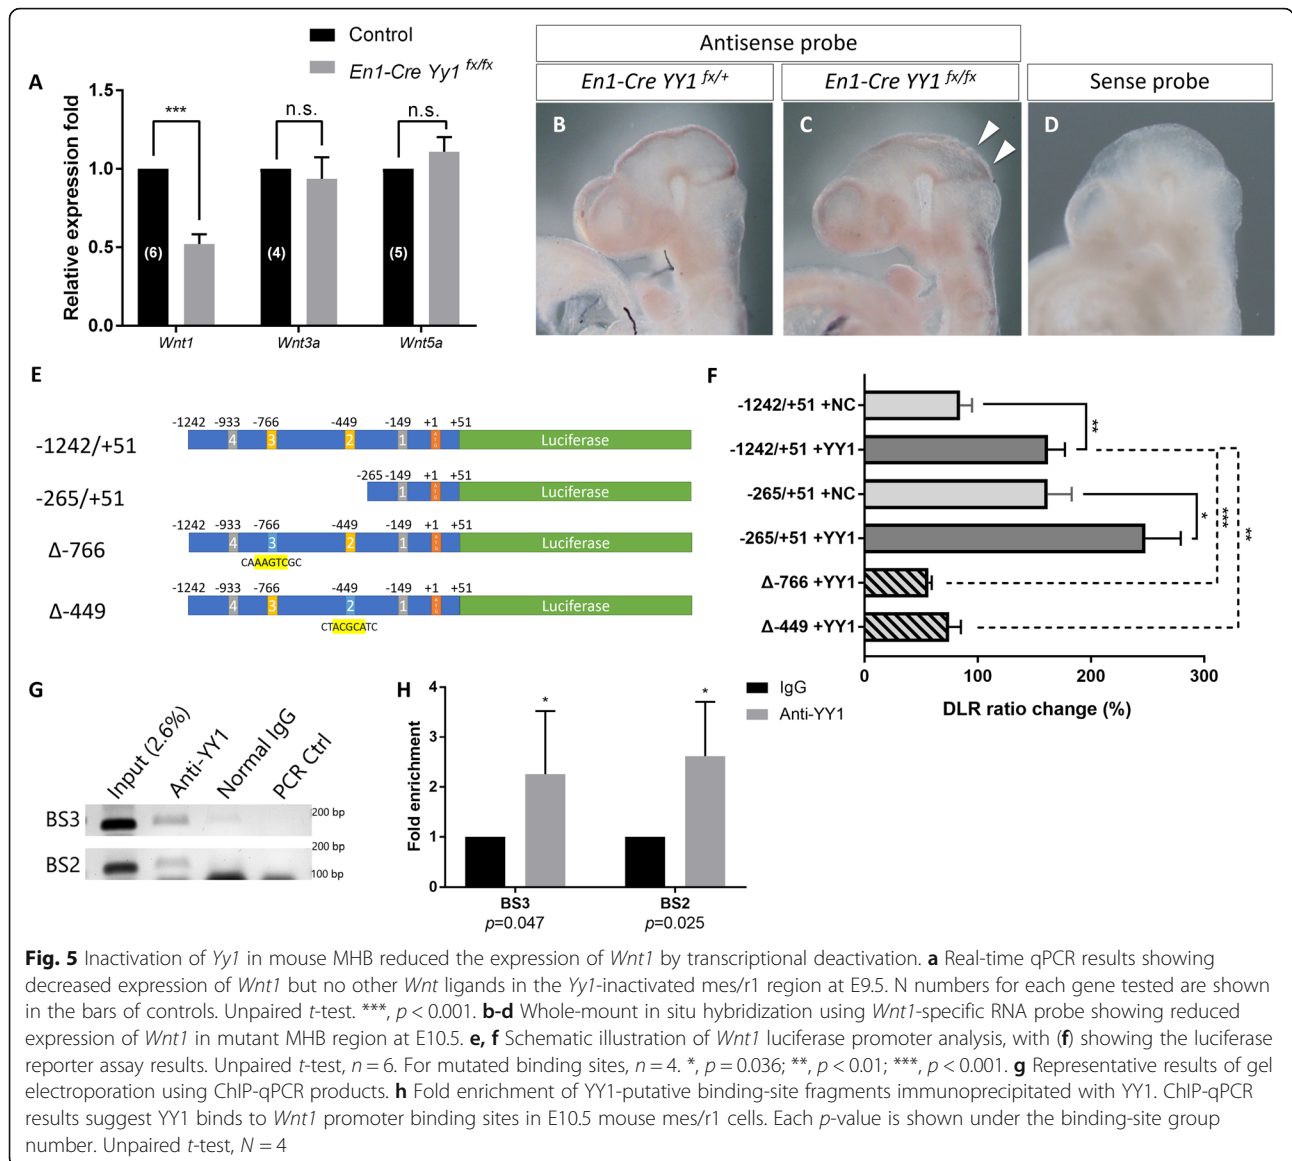 Control
En1-Cre Yy1 fx/fx
A
Relative expression fold
1.5
1.0
0.5
0.0
***
n.s.
n.s.
(6)
(4)
(5)
Wnt1
Wnt3a
Wnt5a
Antisense probe
En1-Cre YY1 fx/+
En1-Cre YY1 fx/fx
Sense probe
B
C
D
E
-1242 -933 -766 -449 -149 +1 +51
-1242/+51
4 3 2 1 ATG Luciferase
-265 -149 +1 +51
-265/+51
1 ATG Luciferase
-1242 -933 -766 -449 -149 +1 +51
Δ-766
4 3 2 1 ATG Luciferase
CAAAGTCGC
-1242 -933 -766 -449 -149 +1 +51
Δ-449
4 3 2 1 ATG Luciferase
CTACGCATC
F
-1242/+51 +NC
-1242/+51 +YY1
-265/+51 +NC
-265/+51 +YY1
Δ-766 +YY1
Δ-449 +YY1
**
*
***
**
0 100 200 300
DLR ratio change (%)
G
Input (2.6%)
Anti-YY1
Normal IgG
PCR Ctrl
BS3
200 bp
BS2
200 bp
100 bp
H
IgG
Anti-YY1
Fold enrichment
4
3
2
1
0
*
*
BS3
p=0.047
BS2
p=0.025
Fig. 5 Inactivation of Yy1 in mouse MHB reduced the expression of Wnt1 by transcriptional deactivation. a Real-time qPCR results showing
decreased expression of Wnt1 but no other Wnt ligands in the Yy1-inactivated mes/r1 region at E9.5. N numbers for each gene tested are shown
in the bars of controls. Unpaired t-test. ***, p < 0.001. b-d Whole-mount in situ hybridization using Wnt1-specific RNA probe showing reduced
expression of Wnt1 in mutant MHB region at E10.5. e, f Schematic illustration of Wnt1 luciferase promoter analysis, with (f) showing the luciferase
reporter assay results. Unpaired t-test, n = 6. For mutated binding sites, n = 4. *, p = 0.036; **, p < 0.01; ***, p < 0.001. g Representative results of gel
electroporation using ChIP-qPCR products. h Fold enrichment of YY1-putative binding-site fragments immunoprecipitated with YY1. ChIP-qPCR
results suggest YY1 binds to Wnt1 promoter binding sites in E10.5 mouse mes/r1 cells. Each p-value is shown under the binding-site group
number. Unpaired t-test, N = 4